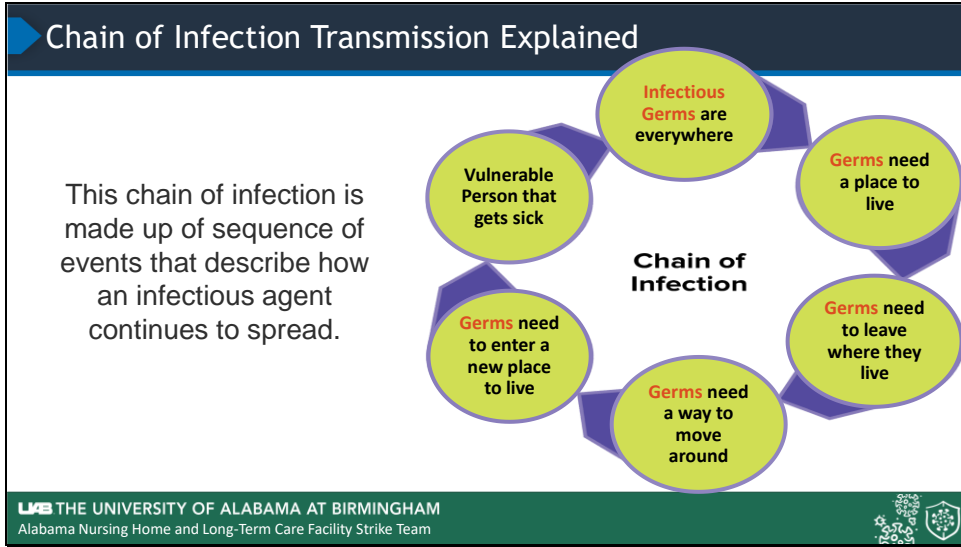 Chain of Infection Transmission Explained
This chain of infection is
made up of sequence of
events that describe how
an infectious agent
continues to spread.
Infectious
Germs are
everywhere
Germs need
a place to
live
Germs need
to leave
where they
live
Germs need
a way to
move
around
Germs need
to enter a
new place
to live
Vulnerable
Person that
gets sick
Chain of
Infection
UAB THE UNIVERSITY OF ALABAMA AT BIRMINGHAM
Alabama Nursing Home and Long-Term Care Facility Strike Team